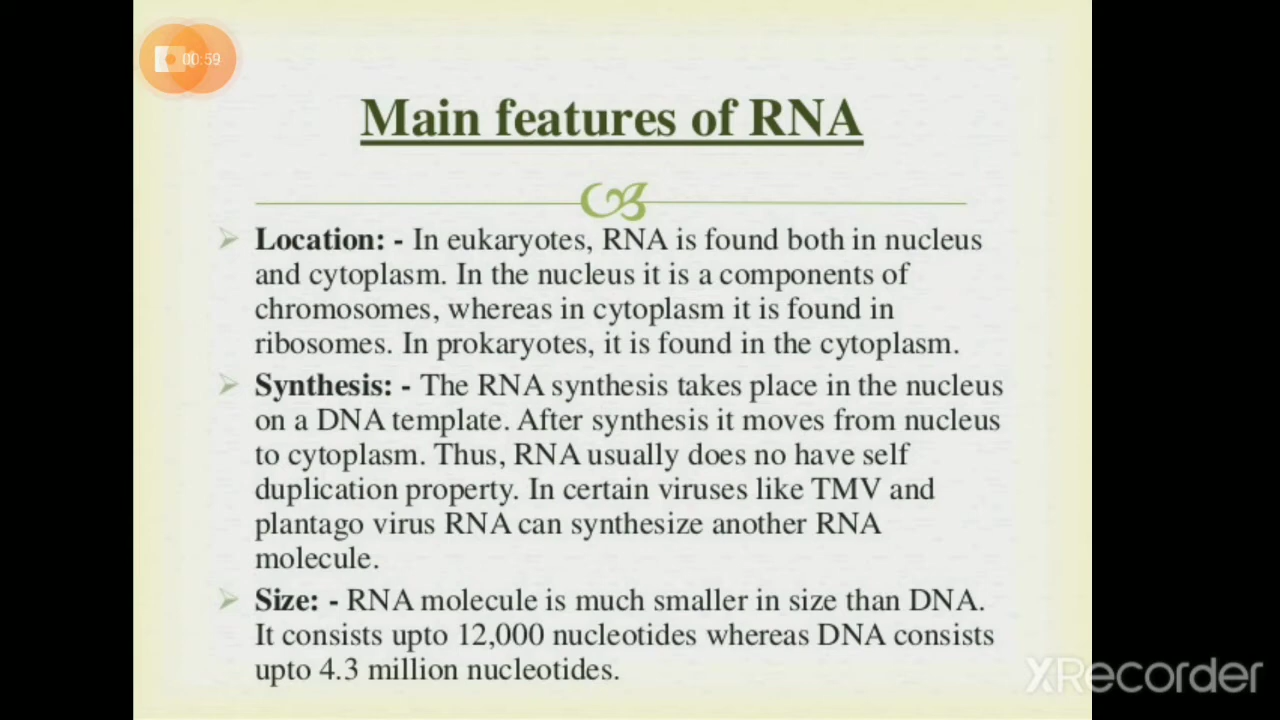 00:59
Main features of RNA
Location: - In eukaryotes, RNA is found both in nucleus
and cytoplasm. In the nucleus it is a components of
chromosomes, whereas in cytoplasm it is found in
ribosomes. In prokaryotes, it is found in the cytoplasm.
Synthesis: - The RNA synthesis takes place in the nucleus
on a DNA template. After synthesis it moves from nucleus
to cytoplasm. Thus, RNA usually does no have self
duplication property. In certain viruses like TMV and
plantago virus RNA can synthesize another RNA
molecule.
Size: - RNA molecule is much smaller in size than DNA.
It consists upto 12,000 nucleotides whereas DNA consists
upto 4.3 million nucleotides.
XRecorder